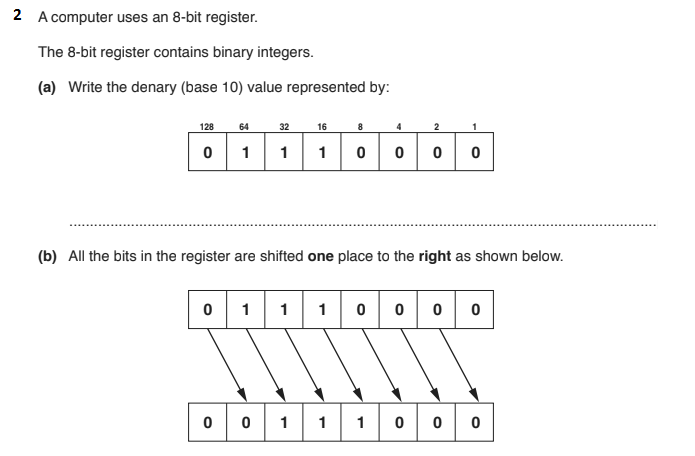 2 A computer uses an 8-bit register.
The 8-bit register contains binary integers.
(a) Write the denary (base 10) value represented by:
128 64 32 16 8 4 2 1
0 1 1 1 0 0 0 0
(b) All the bits in the register are shifted one place to the right as shown below.
0 1 1 1 0 0 0 0
0 0 1 1 1 0 0 0